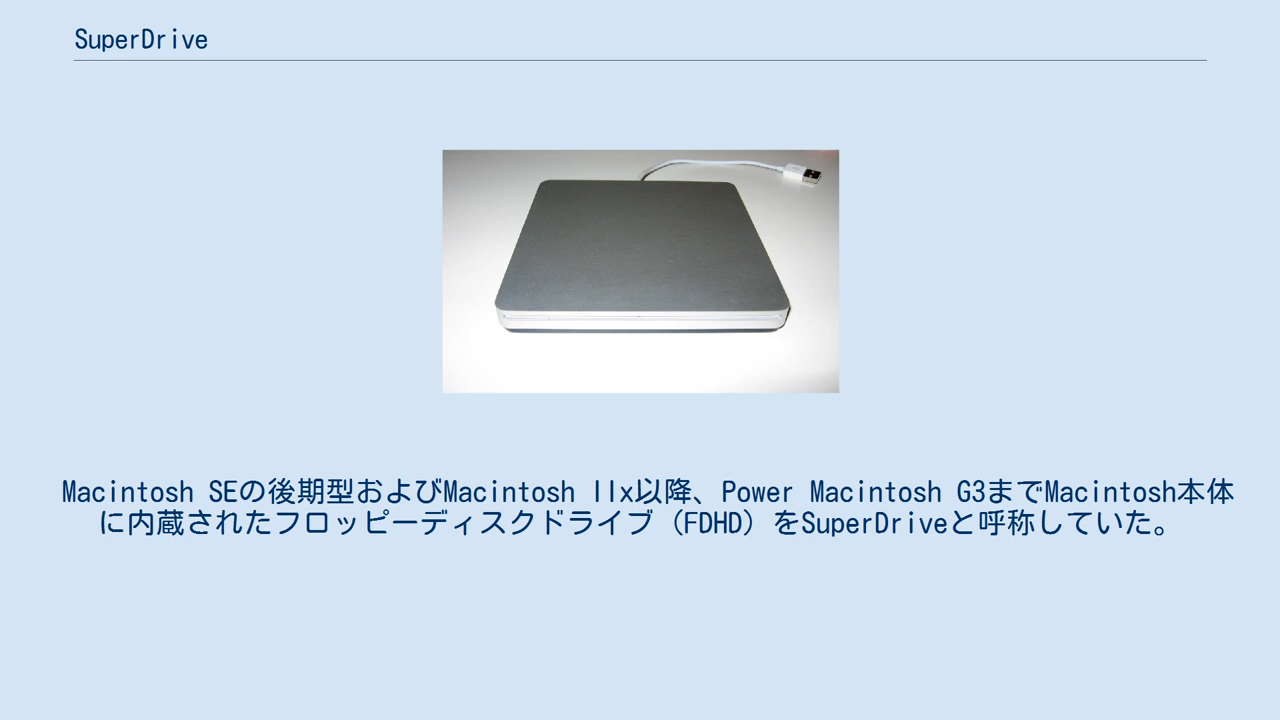 SuperDrive
Macintosh SEの後期型およびMacintosh IIx以降、Power Macintosh G3までMacintosh本体
に内蔵されたフロッピーディスクドライブ（FDHD）をSuperDriveと呼称していた。